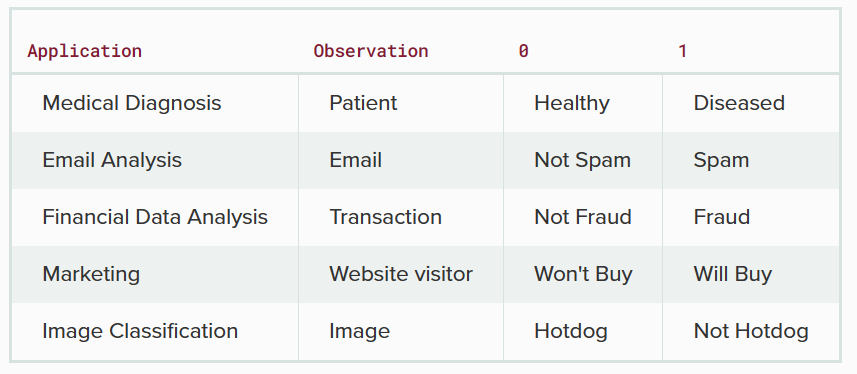 Application Observation 0 1
Medical Diagnosis Patient Healthy Diseased
Email Analysis Email Not Spam Spam
Financial Data Analysis Transaction Not Fraud Fraud
Marketing Website visitor Won't Buy Will Buy
Image Classification Image Hotdog Not Hotdog